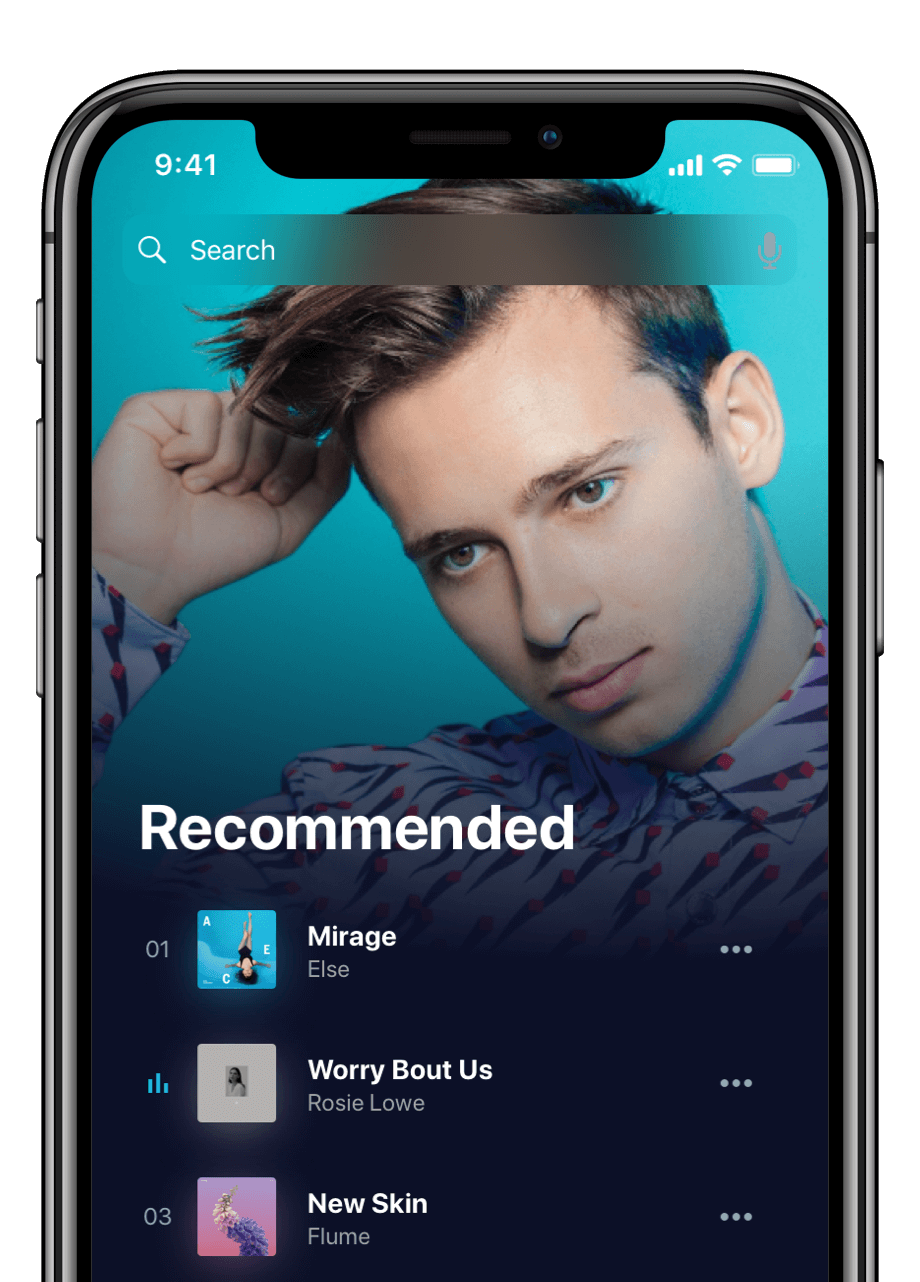 9:41
Search
Recommended
01
A
E
C
Mirage
Else
Worry Bout Us
Rosie Lowe
03
New Skin
Flume